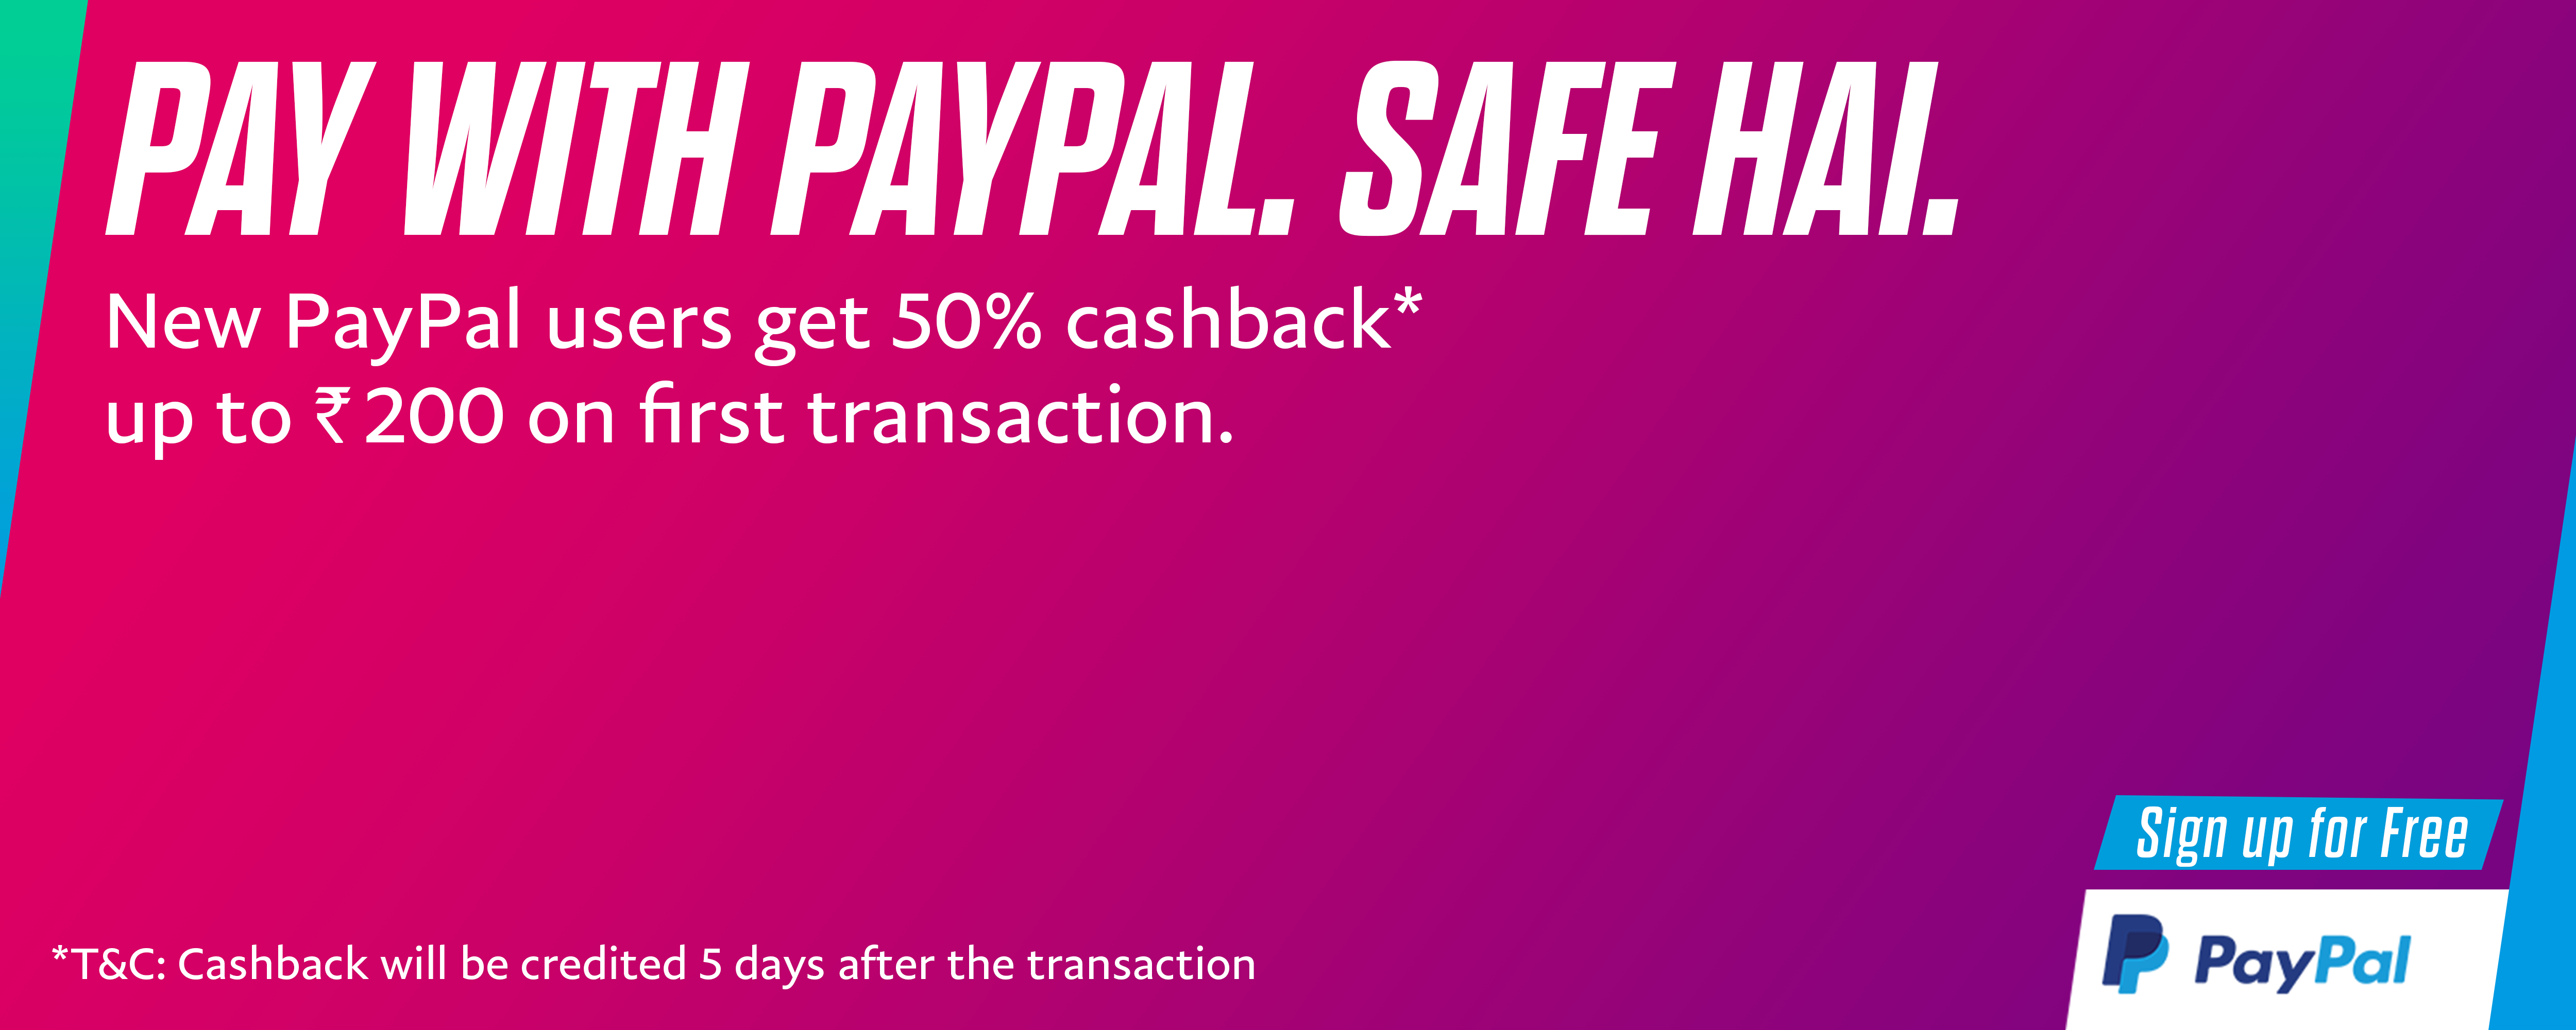 PAY WITH PAYPAL. SAFE HAI.
New PayPal users get 50% cashback*
up to ₹200 on first transaction.
Sign up for Free
PayPal
*T&C: Cashback will be credited 5 days after the transaction